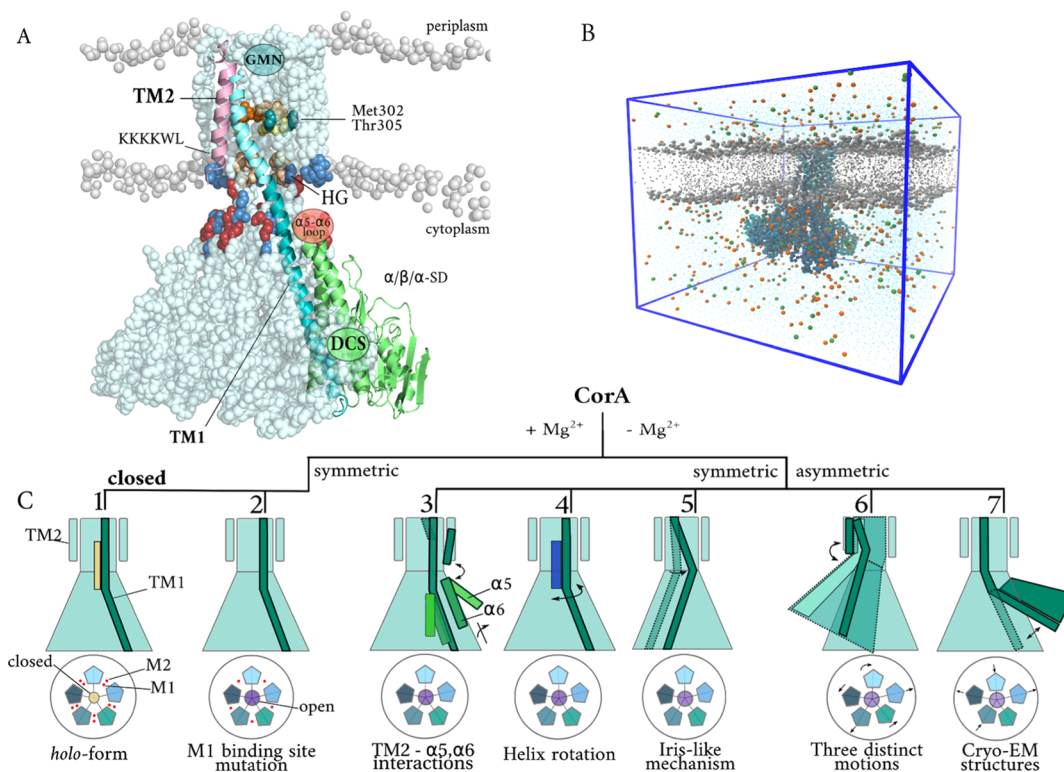 A
periplasm
GMN
TM2
Met302
Thr305
KKKKWL
HG
cytoplasm
α5-α6
loop
α/β/α-SD
DCS
TM1
B
CorA
+ Mg²⁺
- Mg²⁺
closed
symmetric
symmetric
asymmetric
C
1
2
3
4
5
6
7
TM2
TM1
α5
α6
closed
M2
M1
open
holo-form
M1 binding site
mutation
TM2 - α5,α6
interactions
Helix rotation
Iris-like
mechanism
Three distinct
motions
Cryo-EM
structures